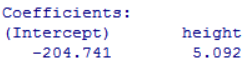 Coefficients:
(Intercept)       height
   -204.741        5.092